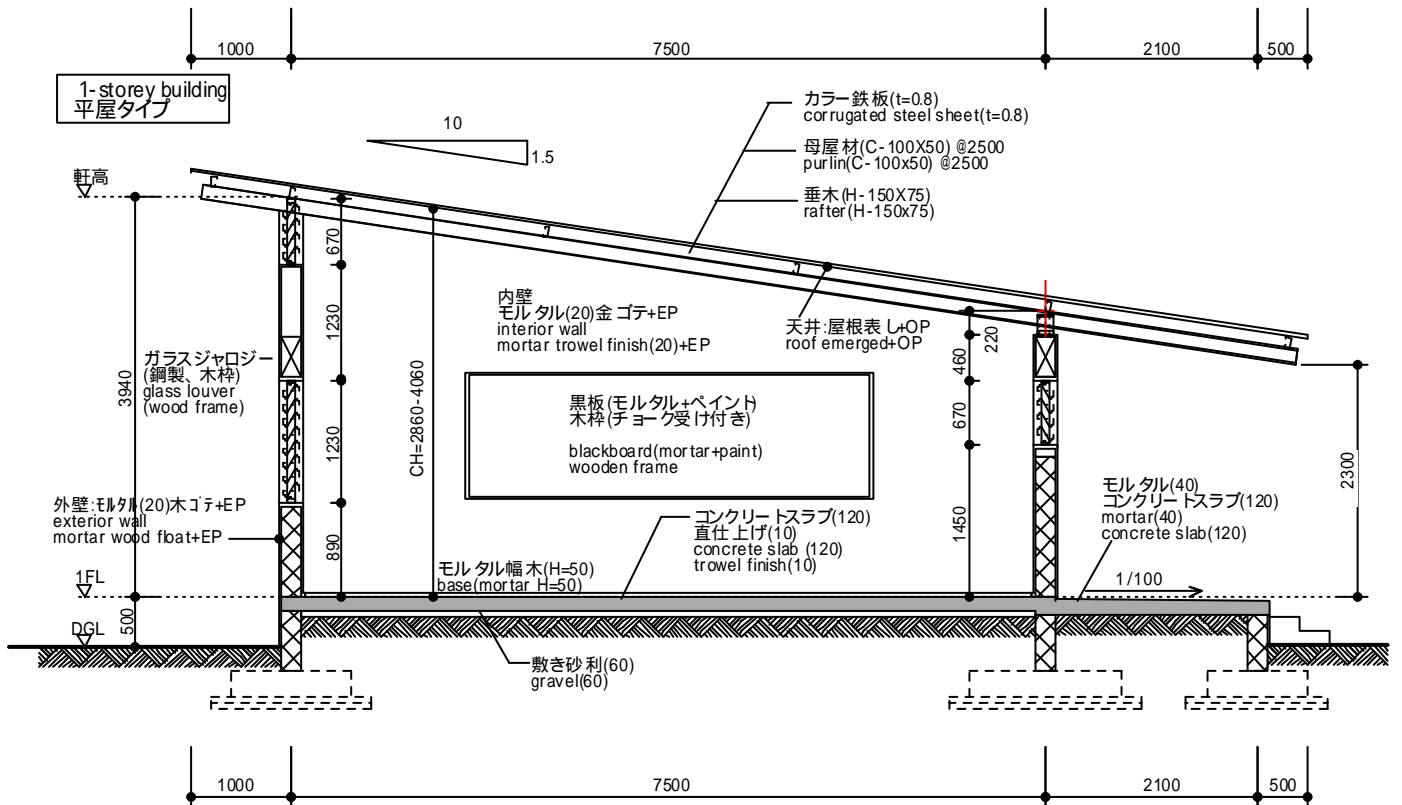 1000
7500
2100
500
1-storey building
平屋タイプ
カラー鉄板(t=0.8)
corrugated steel sheet(t=0.8)
母屋材(C-100X50) @2500
purlin(C-100x50) @2500
垂木(H-150X75)
rafter(H-150x75)
10
1.5
軒高
3940
670
1230
1230
890
CH=2860-4060
内壁
モルタル(20)金ゴテ+EP
interior wall
mortar trowel finish(20)+EP
天井:屋根表し+OP
roof emerged+OP
220
460
670
1450
2300
ガラスジャロジー
(鋼製、木枠)
glass louver
(wood frame)
黒板(モルタル+ペイント)
木枠(チョーク受け付き)
blackboard(mortar+paint)
wooden frame
外壁:モルタル(20)木ゴテ+EP
exterior wall
mortar wood float+EP
コンクリートスラブ(120)
直仕上げ(10)
concrete slab (120)
trowel finish(10)
モルタル(40)
コンクリートスラブ(120)
mortar(40)
concrete slab(120)
モルタル幅木(H=50)
base(mortar H=50)
1/100
1FL
500
DGL
敷き砂利(60)
gravel(60)
1000
7500
2100
500